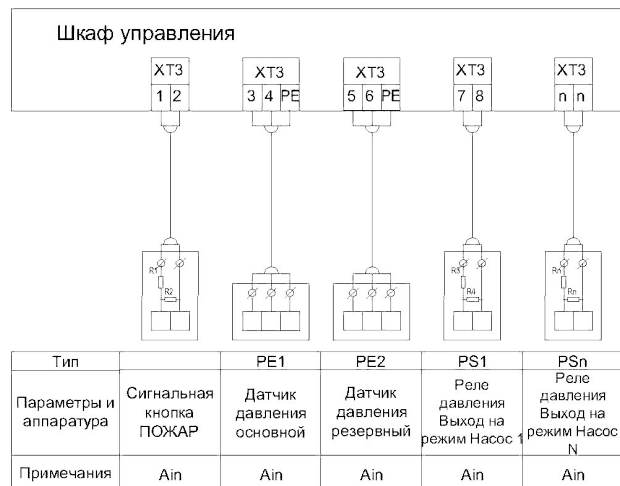 Шкаф управления
XT3 XT3 XT3 XT3 XT3
1 2 3 4 PE 5 6 PE 7 8 n n
R1 R3 Rn
R2 R4 Rn
Тип PE1 PE2 PS1 PSn
Параметры и аппаратура
Сигнальная кнопка ПОЖАР
Датчик давления основной
Датчик давления резервный
Реле давления Выход на режим Насос 1
Реле давления Выход на режим Насос N
Примечания Ain Ain Ain Ain Ain